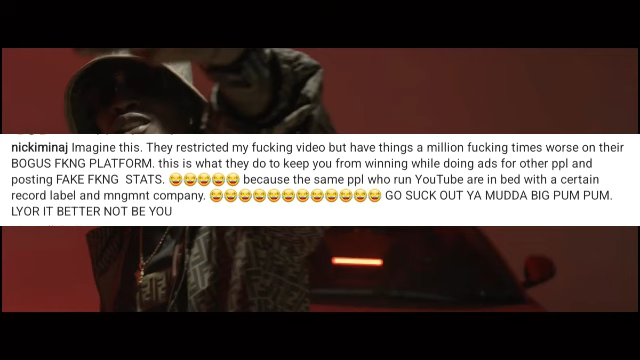 nickiminaj Imagine this. They restricted my fucking video but have things a million fucking times worse on their
BOGUS FKNG PLATFORM. this is what they do to keep you from winning while doing ads for other ppl and
posting FAKE FKNG STATS. 😂😂😂😂😂 because the same ppl who run YouTube are in bed with a certain
record label and mngmnt company. 😂😂😂😂😂😂😂😂😂😂😂😂 GO SUCK OUT YA MUDDA BIG PUM PUM.
LYOR IT BETTER NOT BE YOU